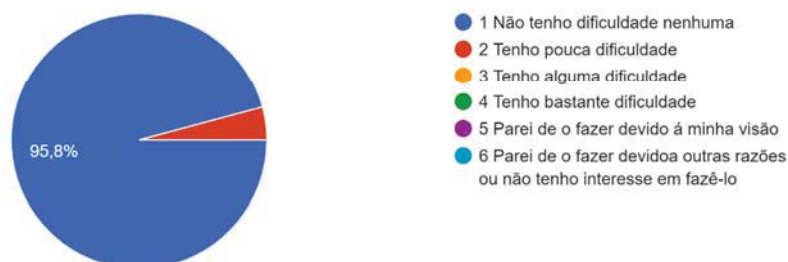 95,8%
1 Não tenho dificuldade nenhuma
2 Tenho pouca dificuldade
3 Tenho alguma dificuldade
4 Tenho bastante dificuldade
5 Parei de o fazer devido á minha visão
6 Parei de o fazer devidoa outras razões
ou não tenho interesse em fazê-lo